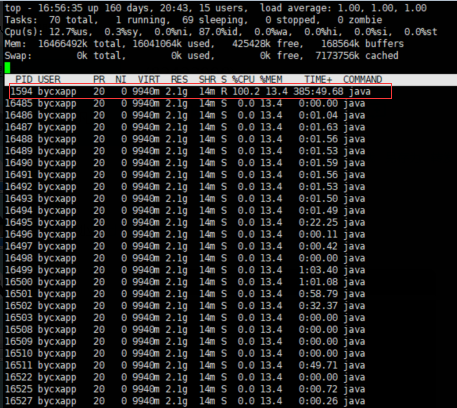 top - 16:56:35 up 160 days, 20:43, 15 users, load average: 1.00, 1.00, 1.00
Tasks: 70 total, 1 running, 69 sleeping, 0 stopped, 0 zombie
Cpu(s): 12.7%us, 0.3%sy, 0.0%ni, 87.0%id, 0.0%wa, 0.0%hi, 0.0%si, 0.0%st
Mem: 16466492k total, 16041064k used, 425428k free, 168564k buffers
Swap: 0k total, 0k used, 0k free, 7173756k cached
PID USER PR NI VIRT RES SHR S %CPU %MEM TIME+ COMMAND
1594 bycxapp 20 0 9940m 2.1g 14m R 100.2 13.4 385:49.68 java
16485 bycxapp 20 0 9940m 2.1g 14m S 0.0 13.4 0:00.00 java
16486 bycxapp 20 0 9940m 2.1g 14m S 0.0 13.4 0:01.04 java
16487 bycxapp 20 0 9940m 2.1g 14m S 0.0 13.4 0:01.63 java
16488 bycxapp 20 0 9940m 2.1g 14m S 0.0 13.4 0:01.56 java
16489 bycxapp 20 0 9940m 2.1g 14m S 0.0 13.4 0:01.53 java
16490 bycxapp 20 0 9940m 2.1g 14m S 0.0 13.4 0:01.59 java
16491 bycxapp 20 0 9940m 2.1g 14m S 0.0 13.4 0:01.56 java
16492 bycxapp 20 0 9940m 2.1g 14m S 0.0 13.4 0:01.53 java
16493 bycxapp 20 0 9940m 2.1g 14m S 0.0 13.4 0:01.50 java
16494 bycxapp 20 0 9940m 2.1g 14m S 0.0 13.4 0:01.49 java
16495 bycxapp 20 0 9940m 2.1g 14m S 0.0 13.4 0:22.25 java
16496 bycxapp 20 0 9940m 2.1g 14m S 0.0 13.4 0:00.11 java
16497 bycxapp 20 0 9940m 2.1g 14m S 0.0 13.4 0:00.42 java
16498 bycxapp 20 0 9940m 2.1g 14m S 0.0 13.4 0:00.00 java
16499 bycxapp 20 0 9940m 2.1g 14m S 0.0 13.4 1:03.40 java
16500 bycxapp 20 0 9940m 2.1g 14m S 0.0 13.4 1:01.08 java
16501 bycxapp 20 0 9940m 2.1g 14m S 0.0 13.4 0:58.79 java
16502 bycxapp 20 0 9940m 2.1g 14m S 0.0 13.4 0:32.37 java
16503 bycxapp 20 0 9940m 2.1g 14m S 0.0 13.4 0:00.00 java
16508 bycxapp 20 0 9940m 2.1g 14m S 0.0 13.4 0:00.00 java
16509 bycxapp 20 0 9940m 2.1g 14m S 0.0 13.4 0:00.00 java
16510 bycxapp 20 0 9940m 2.1g 14m S 0.0 13.4 0:00.00 java
16511 bycxapp 20 0 9940m 2.1g 14m S 0.0 13.4 0:49.71 java
16522 bycxapp 20 0 9940m 2.1g 14m S 0.0 13.4 0:00.00 java
16525 bycxapp 20 0 9940m 2.1g 14m S 0.0 13.4 0:00.72 java
16527 bycxapp 20 0 9940m 2.1g 14m S 0.0 13.4 0:00.26 java